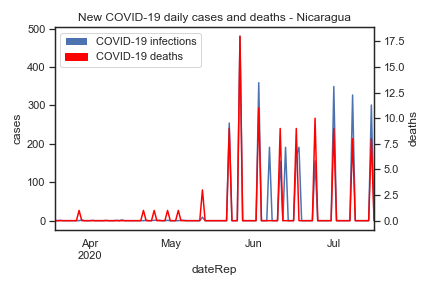 New COVID-19 daily cases and deaths - Nicaragua
COVID-19 infections
COVID-19 deaths
cases
500
400
300
200
100
0
deaths
17.5
15.0
12.5
10.0
7.5
5.0
2.5
0.0
Apr
2020
May
Jun
Jul
dateRep